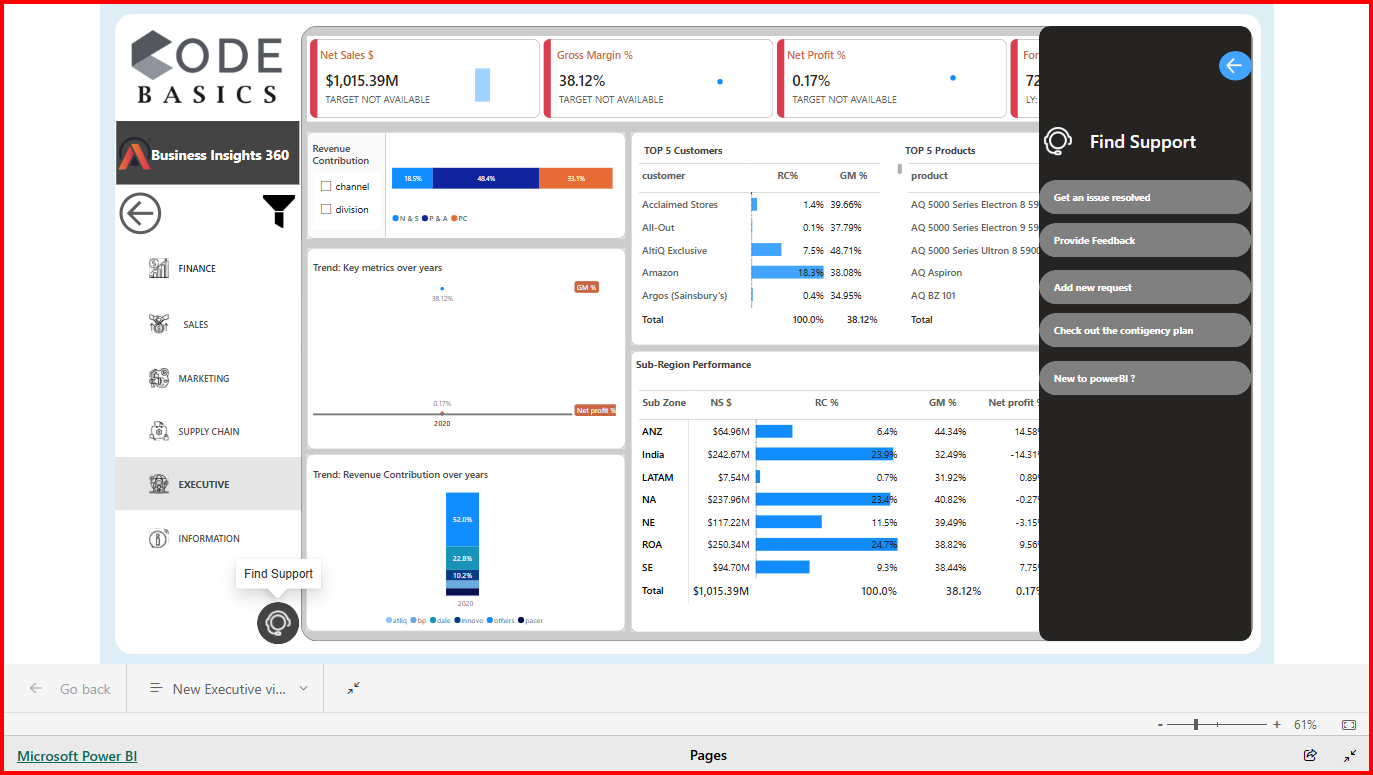 CODE
BASICS
Business Insights 360
FINANCE
SALES
MARKETING
SUPPLY CHAIN
EXECUTIVE
INFORMATION
Find Support
Net Sales $
$1,015.39M
TARGET NOT AVAILABLE
Gross Margin %
38.12%
TARGET NOT AVAILABLE
Net Profit %
0.17%
TARGET NOT AVAILABLE
For
72
LY:
Revenue
Contribution
channel
division
18.5% 48.4% 33.1%
N & S P & A PC
Trend: Key metrics over years
GM %
38.12%
0.17%
Net profit %
2020
Trend: Revenue Contribution over years
52.0%
22.8%
10.2%
2020
atliq bp dale innovo others pacer
TOP 5 Customers
customer RC% GM %
Acclaimed Stores 1.4% 39.66%
All-Out 0.1% 37.79%
AltiQ Exclusive 7.5% 48.71%
Amazon 18.3% 38.08%
Argos (Sainsbury's) 0.4% 34.95%
Total 100.0% 38.12%
TOP 5 Products
product
AQ 5000 Series Electron 8 59
AQ 5000 Series Electron 9 59
AQ 5000 Series Ultron 8 5900
AQ Aspiron
AQ BZ 101
Total
Sub-Region Performance
Sub Zone NS $ RC % GM % Net profit %
ANZ $64.96M 6.4% 44.34% 14.58%
India $242.67M 23.9% 32.49% -14.31%
LATAM $7.54M 0.7% 31.92% 0.89%
NA $237.96M 23.4% 40.82% -0.27%
NE $117.22M 11.5% 39.49% -3.15%
ROA $250.34M 24.7% 38.82% 9.56%
SE $94.70M 9.3% 38.44% 7.75%
Total $1,015.39M 100.0% 38.12% 0.17%
Find Support
Get an issue resolved
Provide Feedback
Add new request
Check out the contigency plan
New to powerBI ?
Go back
New Executive vi...
- + 61%
Microsoft Power BI
Pages